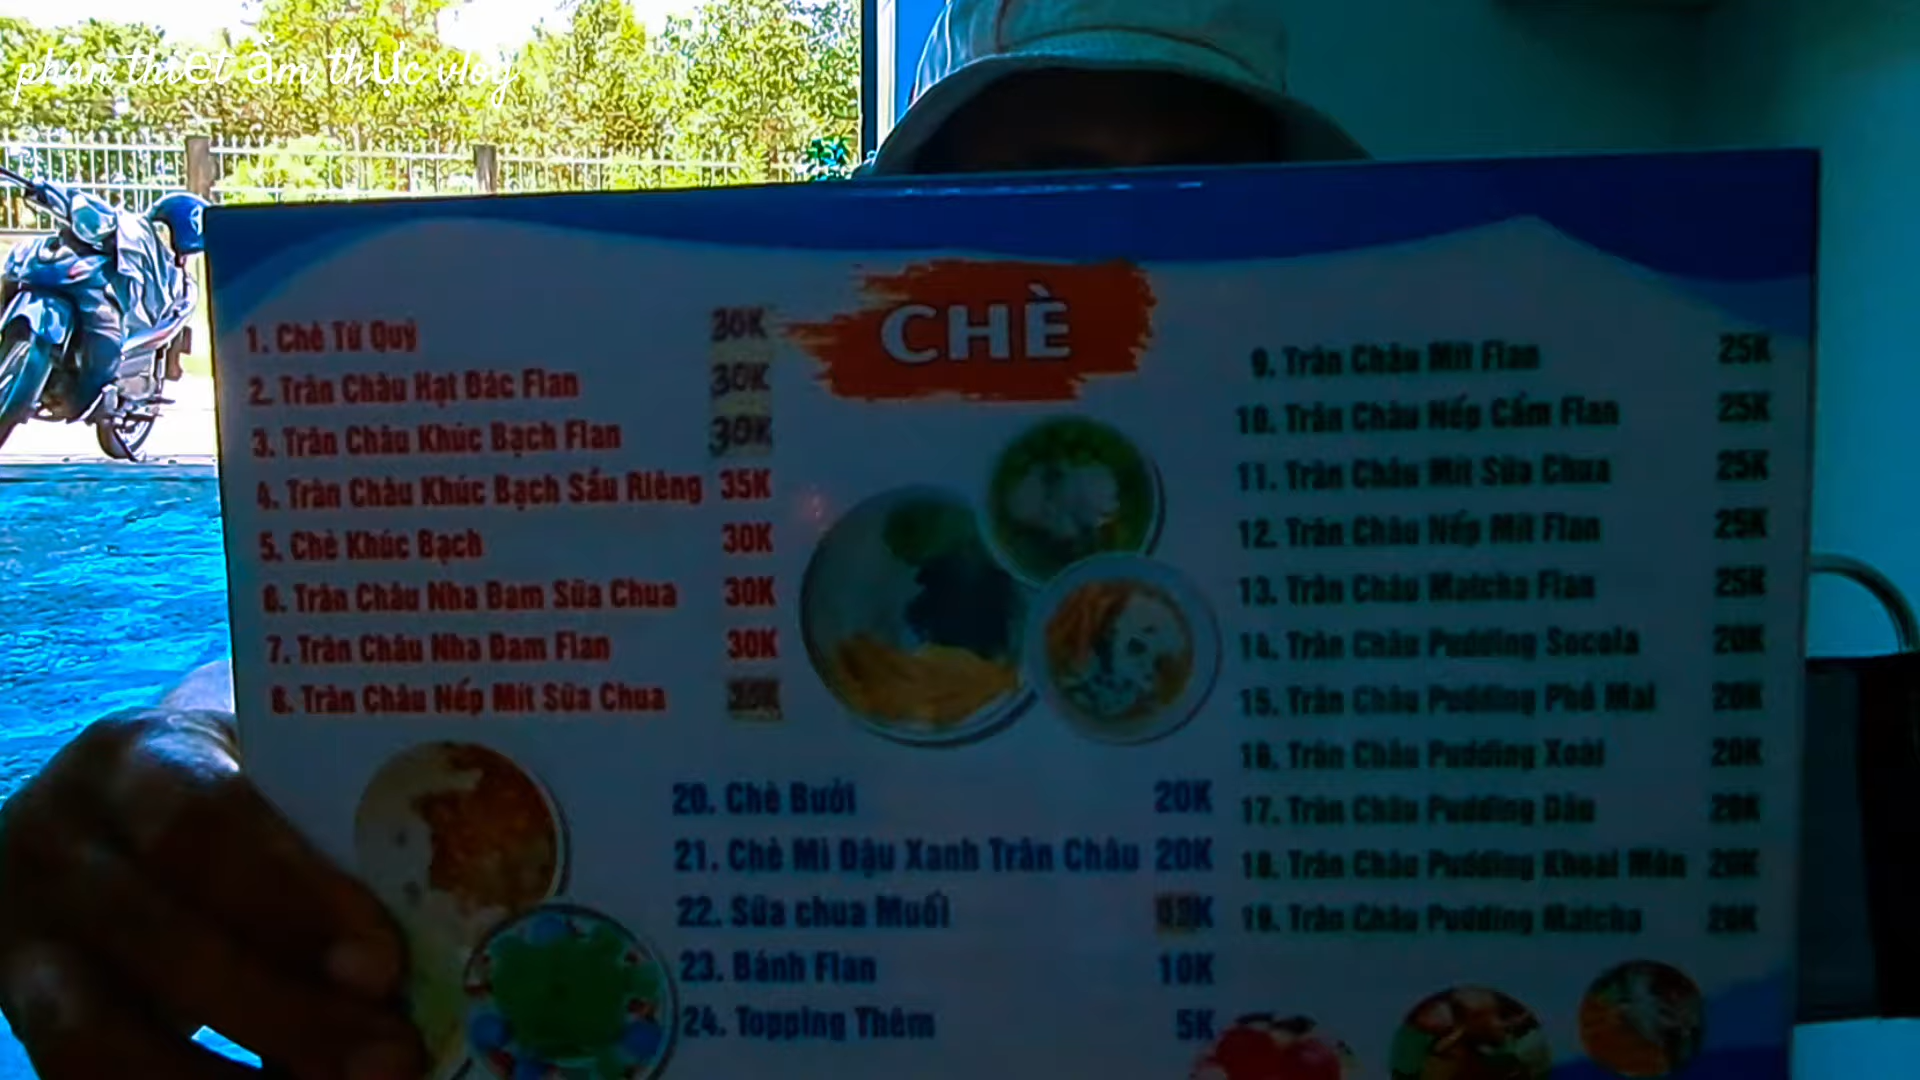 phan thiết ẩm thực vlog
CHÈ
1. Chè Tứ Quý 30K
2. Trân Châu Hạt Đác Flan 30K
3. Trân Châu Khúc Bạch Flan 30K
4. Trân Châu Khúc Bạch Sầu Riêng 35K
5. Chè Khúc Bạch 30K
6. Trân Châu Nha Đam Sữa Chua 30K
7. Trân Châu Nha Đam Flan 30K
8. Trân Châu Nếp Mít Sữa Chua
9. Trân Châu Mít Flan 25K
10. Trân Châu Nếp Cẩm Flan 25K
11. Trân Châu Mít Sữa Chua 25K
12. Trân Châu Nếp Mít Flan 25K
13. Trân Châu Matcha Flan 25K
14. Trân Châu Pudding Socola 20K
15. Trân Châu Pudding Phô Mai 20K
16. Trân Châu Pudding Xoài 20K
17. Trân Châu Pudding Dâu 20K
18. Trân Châu Pudding Khoai Môn 20K
19. Trân Châu Pudding Matcha 20K
20. Chè Bưởi 20K
21. Chè Mì Đậu Xanh Trân Châu 20K
22. Sữa chua Muối
23. Bánh Flan 10K
24. Topping Thêm 5K